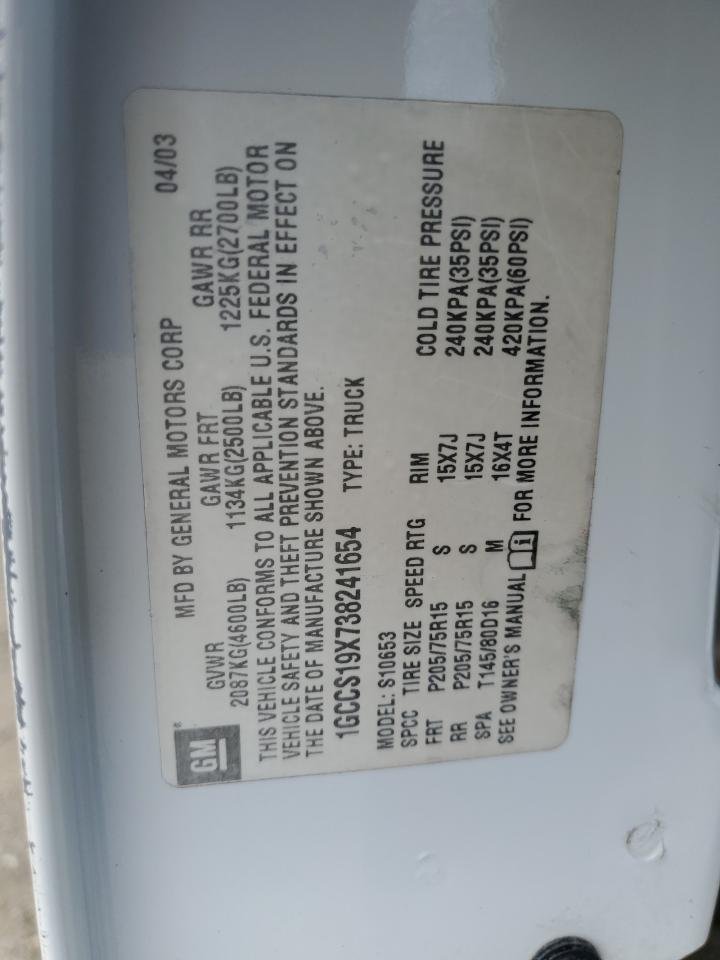 GM® MFD BY GENERAL MOTORS CORP 04/03
GVWR GAWR FRT GAWR RR
2087KG(4600LB) 1134KG(2500LB) 1225KG(2700LB)
THIS VEHICLE CONFORMS TO ALL APPLICABLE U.S. FEDERAL MOTOR
VEHICLE SAFETY AND THEFT PREVENTION STANDARDS IN EFFECT ON
THE DATE OF MANUFACTURE SHOWN ABOVE.
1GCCS19X738241654 TYPE: TRUCK
MODEL: S10653
SPCC TIRE SIZE SPEED RTG RIM COLD TIRE PRESSURE
FRT P205/75R15 S 15X7J 240KPA(35PSI)
RR P205/75R15 S 15X7J 240KPA(35PSI)
SPA T145/80D16 M 16X4T 420KPA(60PSI)
SEE OWNER'S MANUAL FOR MORE INFORMATION.